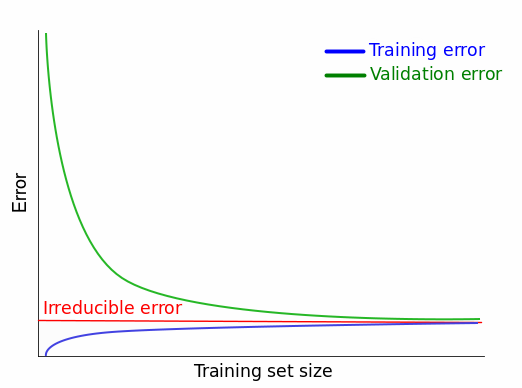 Training error
Validation error
Error
Irreducible error
Training set size